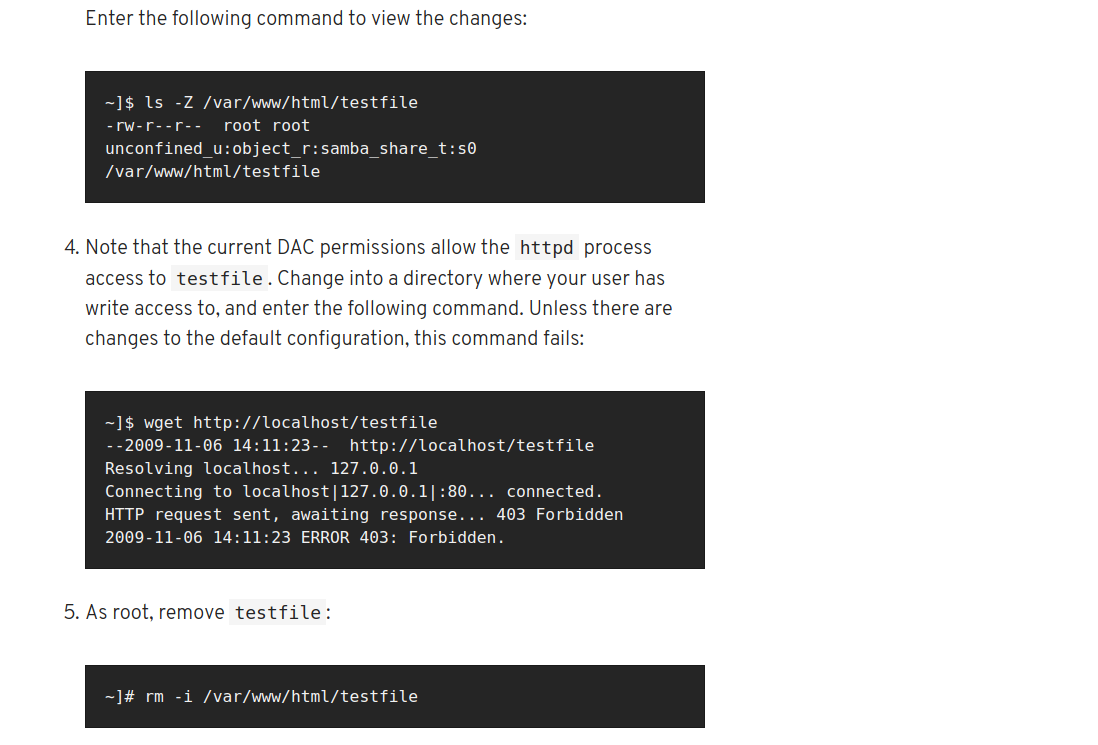 Enter the following command to view the changes:
~]$ ls -Z /var/www/html/testfile
-rw-r--r--  root root
unconfined_u:object_r:samba_share_t:s0
/var/www/html/testfile
4. Note that the current DAC permissions allow the httpd process
access to testfile. Change into a directory where your user has
write access to, and enter the following command. Unless there are
changes to the default configuration, this command fails:
~]$ wget http://localhost/testfile
--2009-11-06 14:11:23--  http://localhost/testfile
Resolving localhost... 127.0.0.1
Connecting to localhost|127.0.0.1|:80... connected.
HTTP request sent, awaiting response... 403 Forbidden
2009-11-06 14:11:23 ERROR 403: Forbidden.
5. As root, remove testfile:
~]# rm -i /var/www/html/testfile